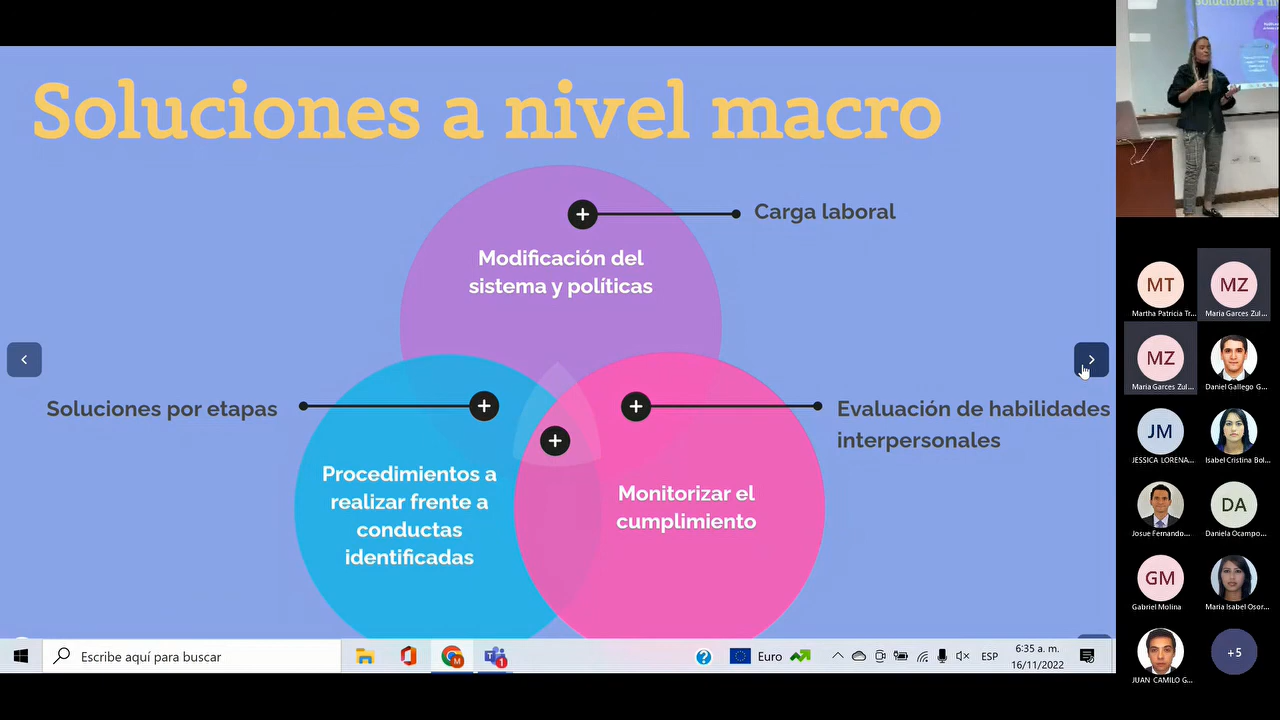 Soluciones a nivel macro
Carga laboral
Modificación del
sistema y políticas
Soluciones por etapas
Evaluación de habilidades
interpersonales
Procedimientos a
realizar frente a
conductas
identificadas
Monitorizar el
cumplimiento
Escribe aquí para buscar
Euro
ESP
6:35 a. m.
16/11/2022
1
M
Soluciones a ni
MT
Martha Patricia Tr...
MZ
Maria Garces Zul...
MZ
Maria Garces Zul...
Daniel Gallego G...
JM
JESSICA LORENA...
Isabel Cristina Bol...
Josue Fernando...
DA
Daniela Ocampo...
GM
Gabriel Molina
Maria Isabel Osor...
JUAN CAMILO G...
+5